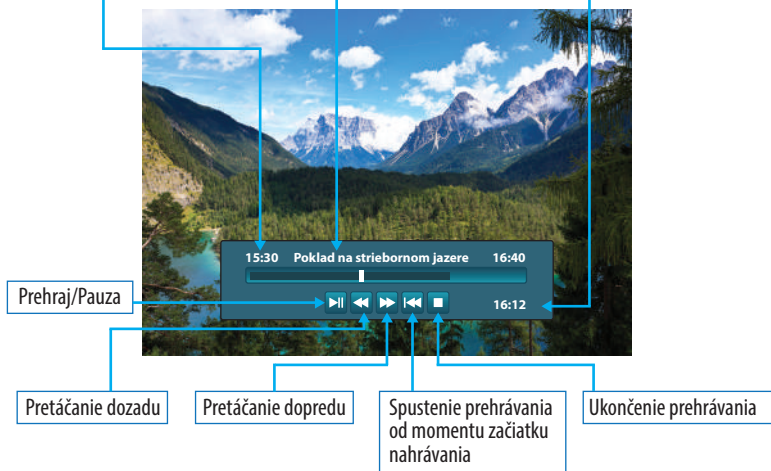 15:30 Poklad na striebornom jazere 16:40
Prehraj/Pauza
16:12
Pretáčanie dozadu
Pretáčanie dopredu
Spustenie prehrávania
od momentu začiatku
nahrávania
Ukončenie prehrávania